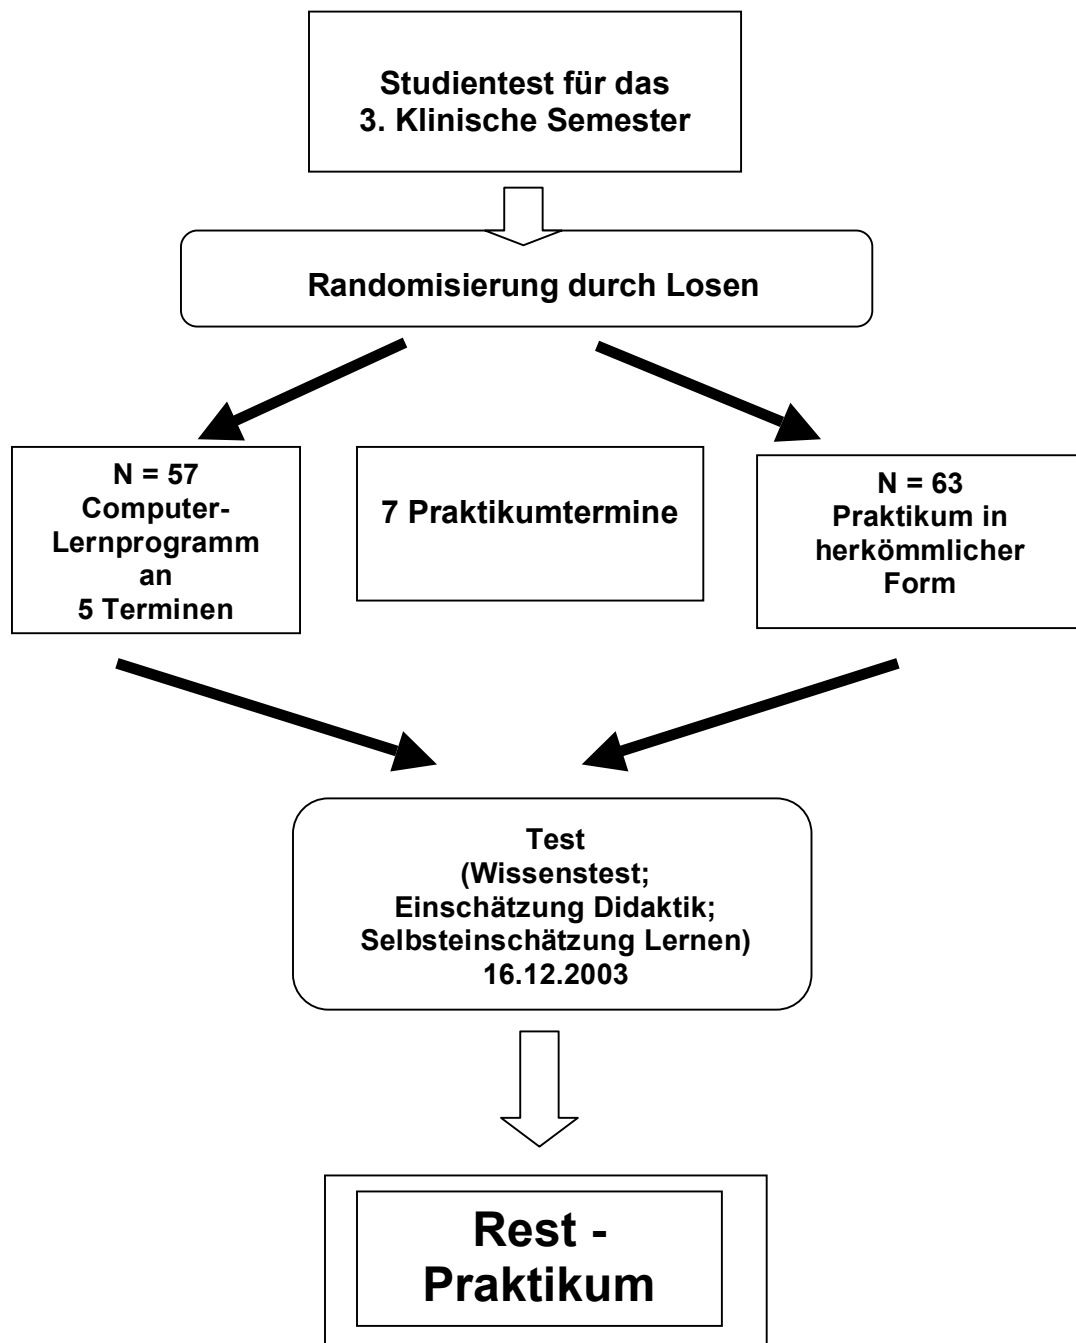 Studientest für das
3. Klinische Semester
Randomisierung durch Losen
N = 57
Computer-
Lernprogramm
an
5 Terminen
7 Praktikumtermine
N = 63
Praktikum in
herkömmlicher
Form
Test
(Wissenstest;
Einschätzung Didaktik;
Selbsteinschätzung Lernen)
16.12.2003
Rest -
Praktikum